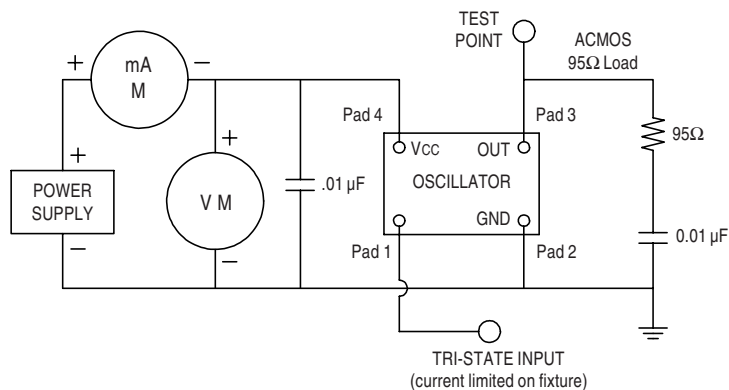 TEST
POINT
ACMOS
95Ω Load
+
mA
M
−
Pad 4
Pad 3
95Ω
+
POWER
SUPPLY
−
+
V M
−
.01 µF
VCC
OUT
OSCILLATOR
GND
Pad 1
Pad 2
0.01 µF
TRI-STATE INPUT
(current limited on fixture)